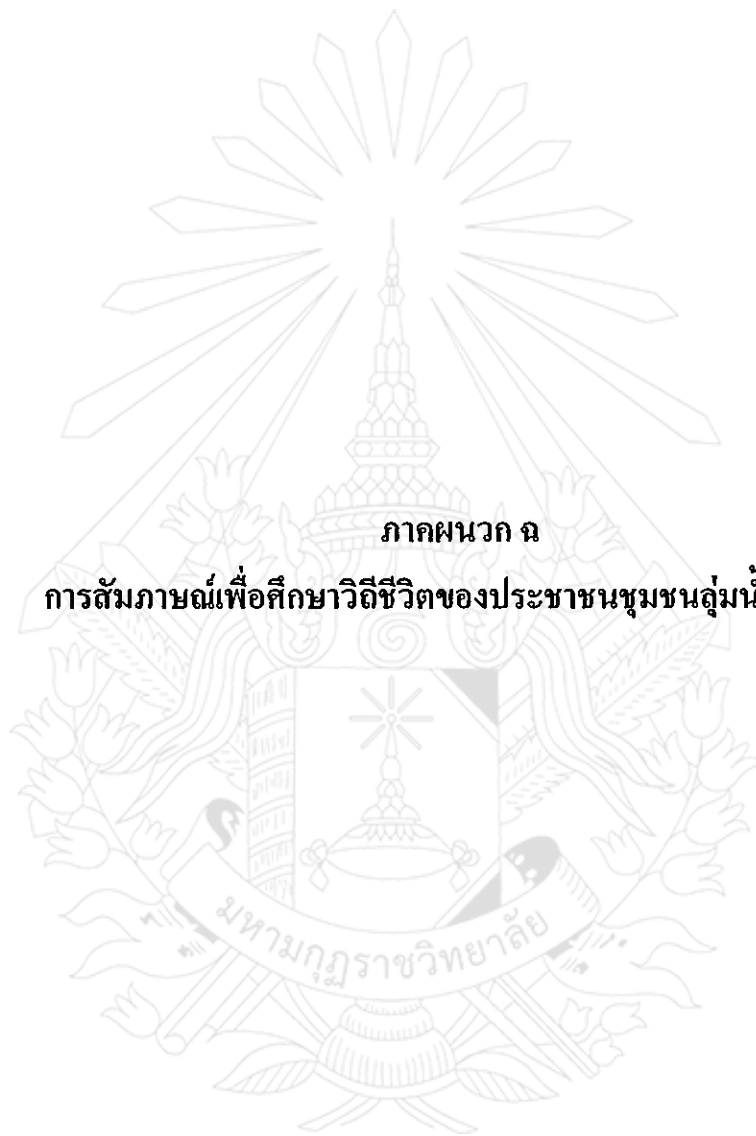 ภาคผนวก ฉ
การสัมภาษณ์เพื่อศึกษาวิถีชีวิตของประชาชนชุมชนลุ่ม
มหามกุฏราชวิทยาลัย